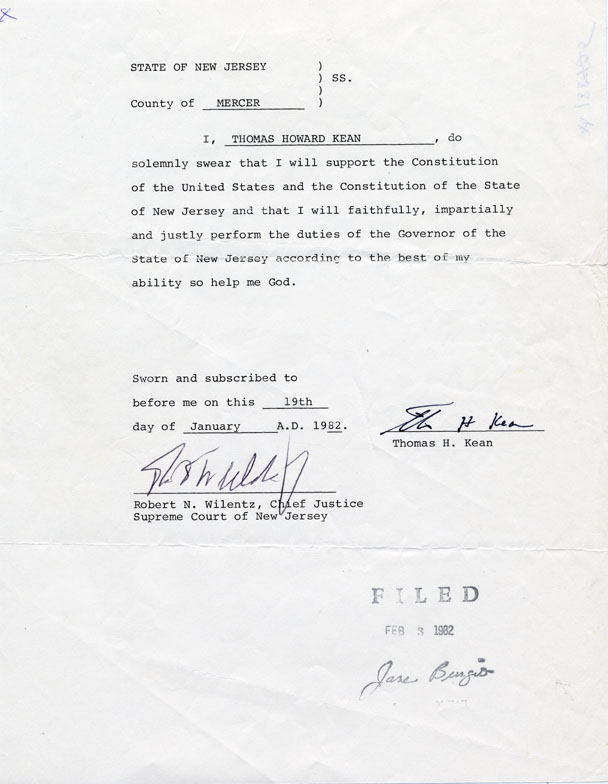 STATE OF NEW JERSEY )
) SS.
)
County of MERCER )
I, THOMAS HOWARD KEAN, do
solemnly swear that I will support the Constitution
of the United States and the Constitution of the State
of New Jersey and that I will faithfully, impartially
and justly perform the duties of the Governor of the
State of New Jersey according to the best of my
ability so help me God.
Sworn and subscribed to
before me on this 19th
day of January A.D. 1982.
Th H Kean
Thomas H. Kean
Robert N. Wilentz, Chief Justice
Supreme Court of New Jersey
FILED
FEB 3 1982
Jane Burgio